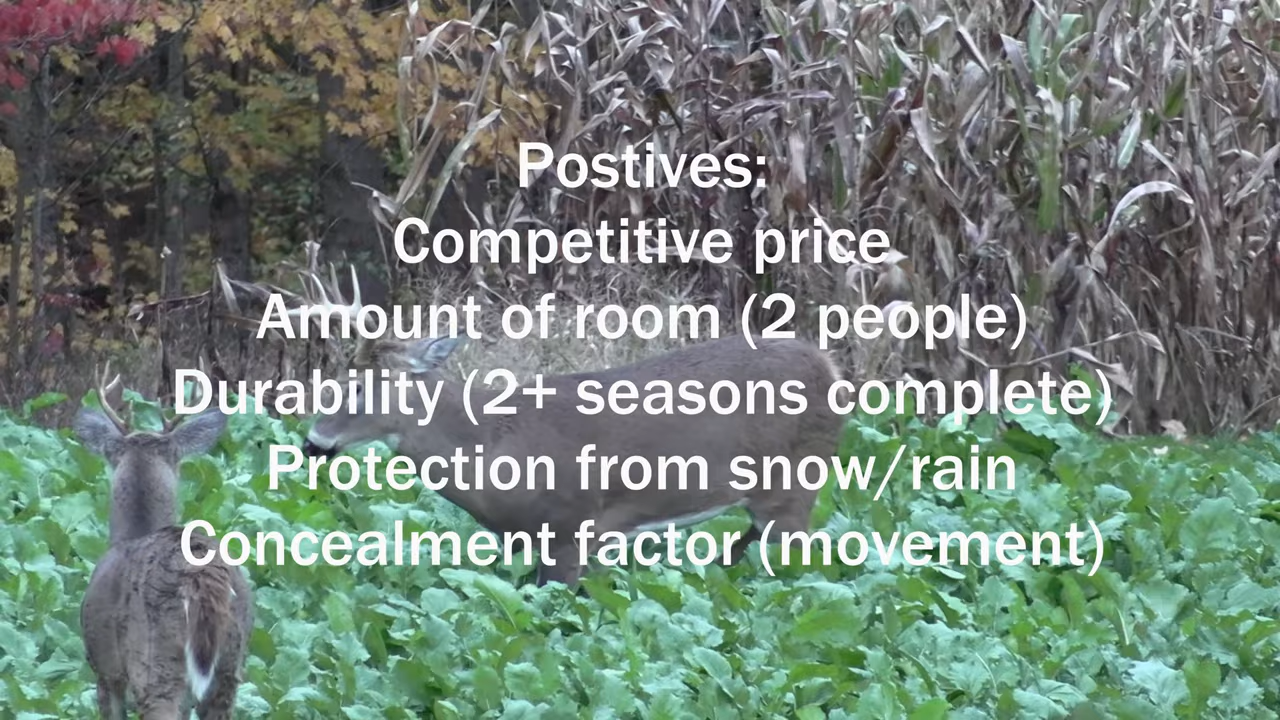 Postives:
Competitive price
Amount of room (2 people)
Durability (2+ seasons complete)
Protection from snow/rain
Concealment factor (movement)